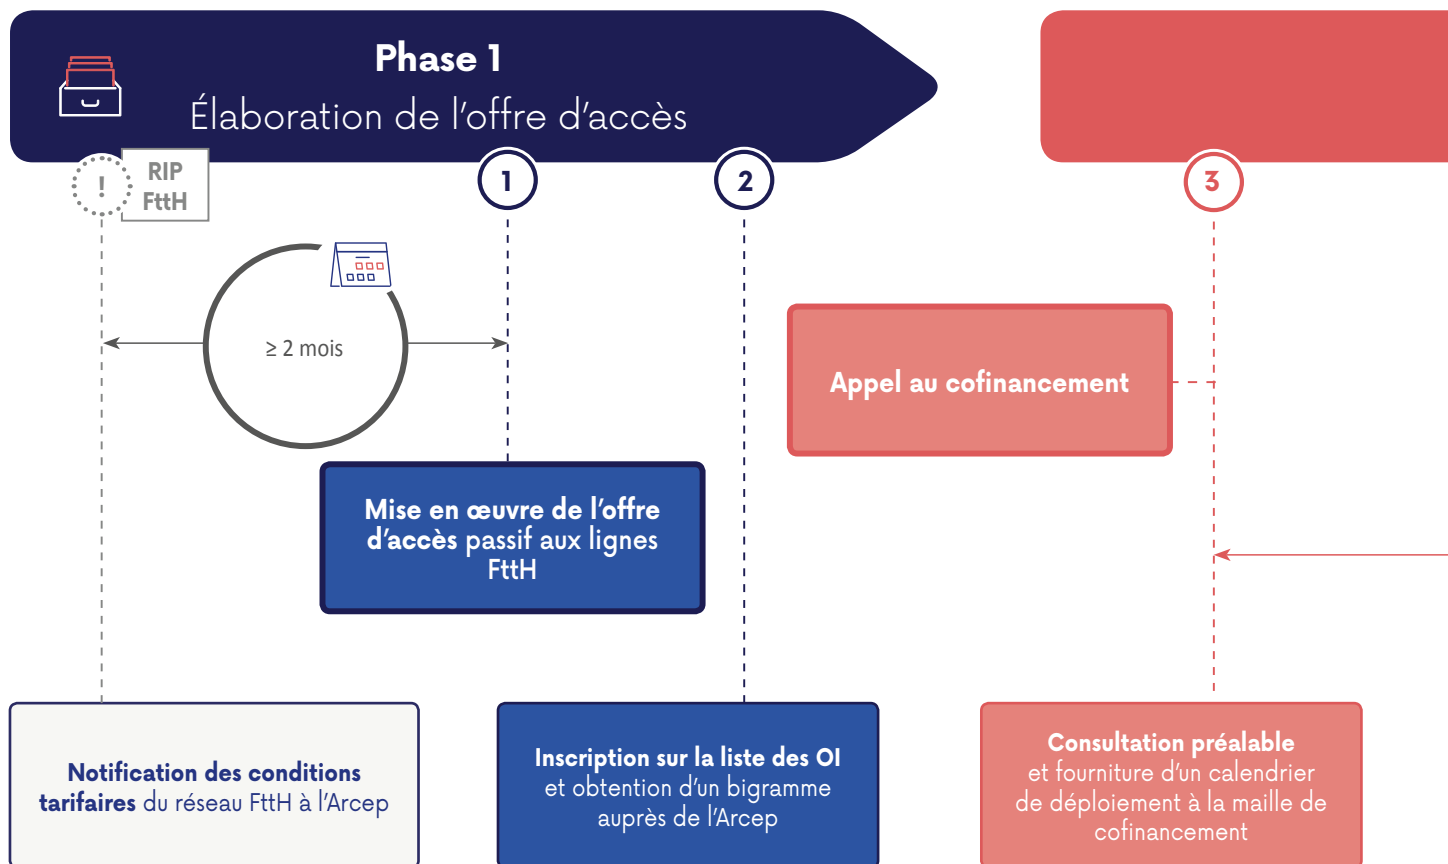 Phase 1
Élaboration de l'offre d'accès
!
RIP
FttH
1
2
3
≥ 2 mois
Appel au cofinancement
Mise en œuvre de l'offre
d'accès passif aux lignes
FttH
Notification des conditions
tarifaires du réseau FttH à l'Arcep
Inscription sur la liste des OI
et obtention d'un bigramme
auprès de l'Arcep
Consultation préalable
et fourniture d'un calendrier
de déploiement à la maille de
cofinancement